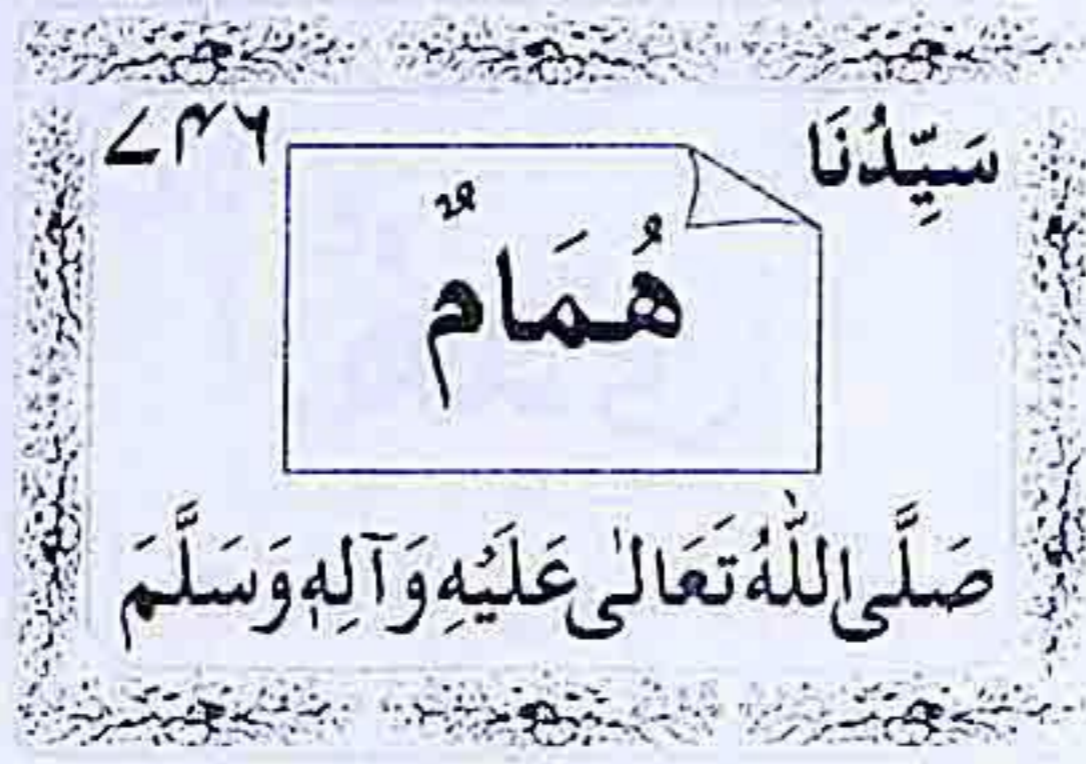 سَيِّدُنَا ۷۴۶
هُمَامٌ
صَلَّى اللّٰهُ تَعَالٰى عَلَيْهِ وَآلِهٖ وَسَلَّمَ